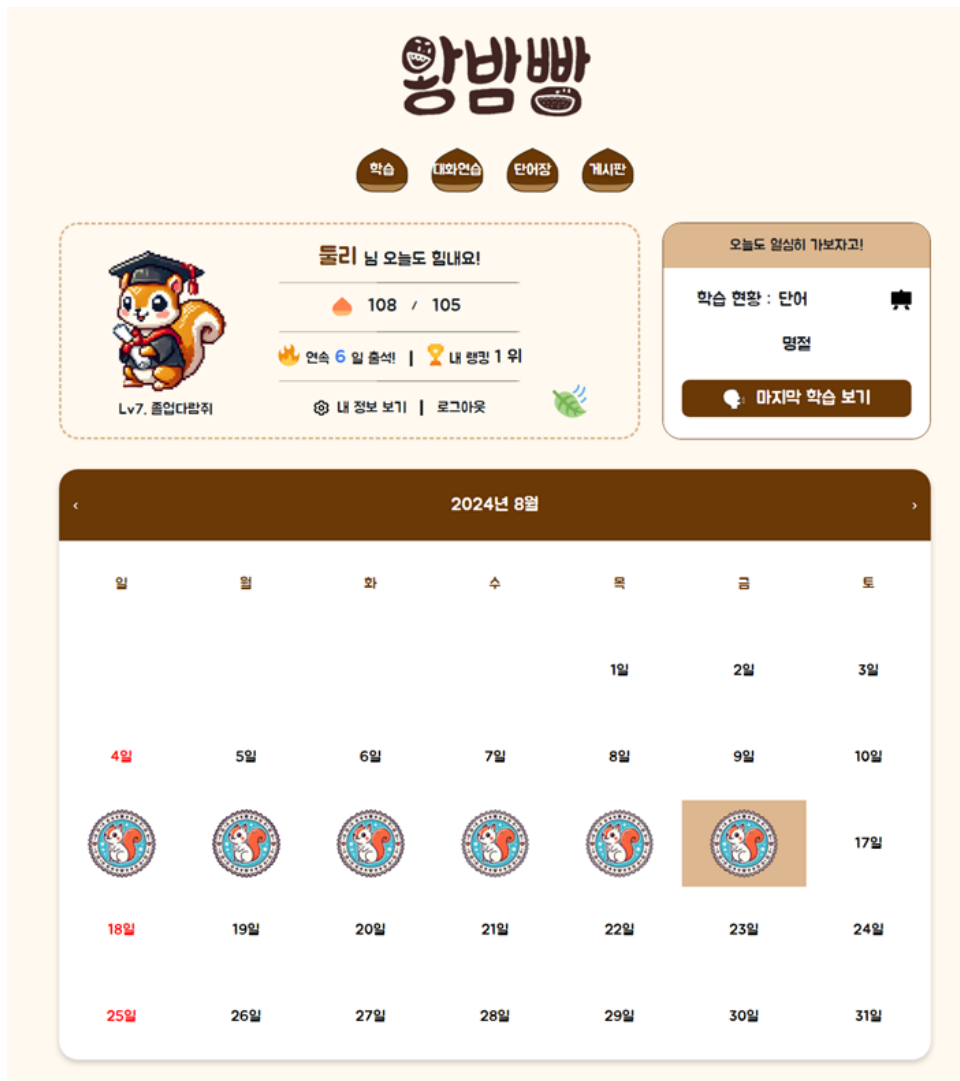 왕밤빵
학습 대화연습 단어장 게시판
둘리 님 오늘도 힘내요!
108 / 105
연속 6 일 출석! | 내 랭킹 1 위
Lv7. 졸업다람쥐
내 정보 보기 | 로그아웃
오늘도 열심히 가보자고!
학습 현황 : 단어
명절
마지막 학습 보기
‹ 2024년 8월 ›
일 월 화 수 목 금 토
1일 2일 3일
4일 5일 6일 7일 8일 9일 10일
17일
18일 19일 20일 21일 22일 23일 24일
25일 26일 27일 28일 29일 30일 31일